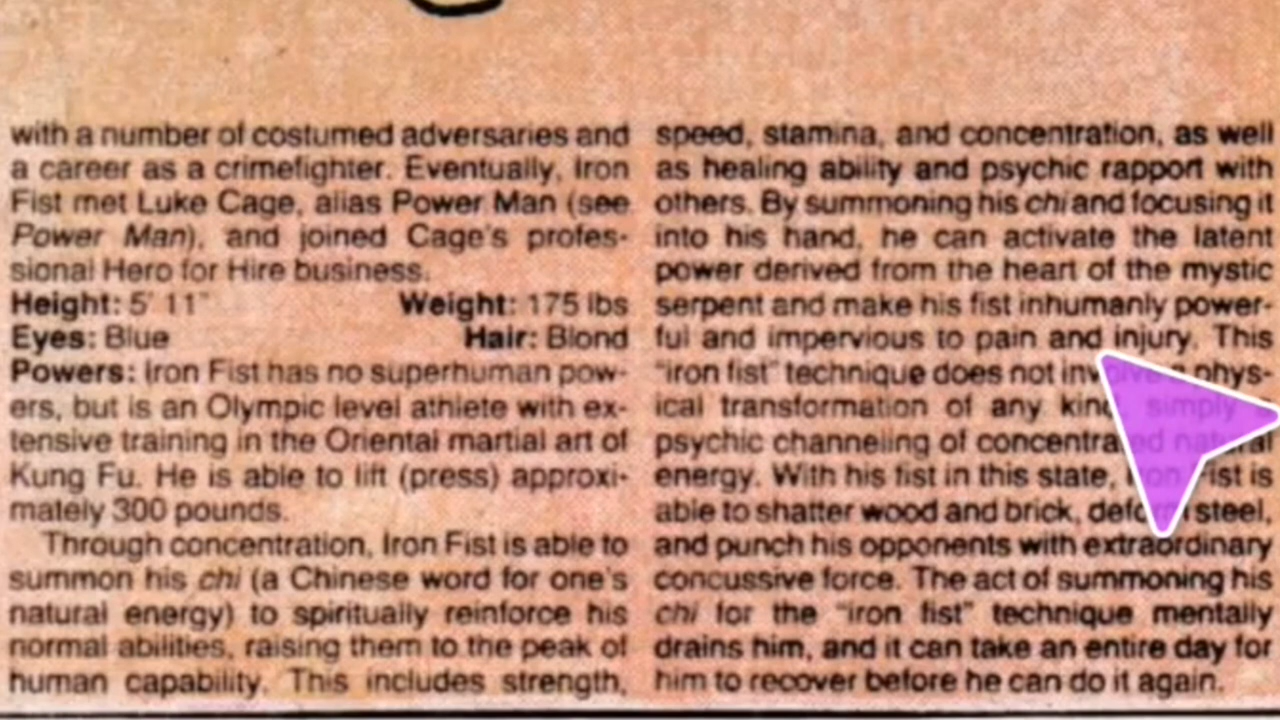 with a number of costumed adversaries and
a career as a crimefighter. Eventually, Iron
Fist met Luke Cage, alias Power Man (see
Power Man), and joined Cage's profes-
sional Hero for Hire business.
Height: 5' 11" Weight: 175 lbs
Eyes: Blue Hair: Blond
Powers: Iron Fist has no superhuman pow-
ers, but is an Olympic level athlete with ex-
tensive training in the Oriental martial art of
Kung Fu. He is able to lift (press) approxi-
mately 300 pounds.
Through concentration, Iron Fist is able to
summon his chi (a Chinese word for one's
natural energy) to spiritually reinforce his
normal abilities, raising them to the peak of
human capability. This includes strength,
speed, stamina, and concentration, as well
as healing ability and psychic rapport with
others. By summoning his chi and focusing it
into his hand, he can activate the latent
power derived from the heart of the mystic
serpent and make his fist inhumanly power-
ful and impervious to pain and injury. This
"iron fist" technique does not involve a phys-
ical transformation of any kind, simply a
psychic channeling of concentrated natural
energy. With his fist in this state, Iron Fist is
able to shatter wood and brick, deform steel,
and punch his opponents with extraordinary
concussive force. The act of summoning his
chi for the "iron fist" technique mentally
drains him, and it can take an entire day for
him to recover before he can do it again.